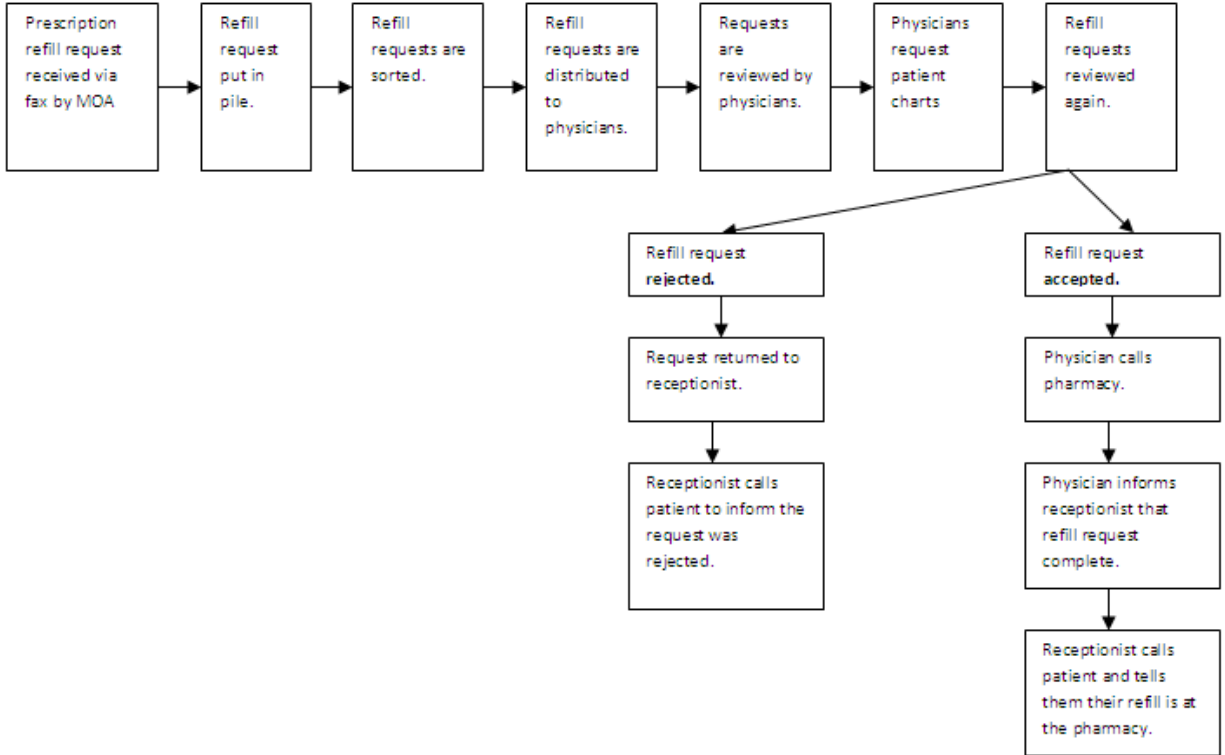 Prescription
refill request
received via
fax by MOA
Refill
request
put in
pile.
Refill
requests are
sorted.
Refill
requests are
distributed
to
physicians.
Requests
are
reviewed by
physicians.
Physicians
request
patient
charts
Refill
requests
reviewed
again.
Refill request
rejected.
Request returned to
receptionist.
Receptionist calls
patient to inform the
request was
rejected.
Refill request
accepted.
Physician calls
pharmacy.
Physician informs
receptionist that
refill request
complete.
Receptionist calls
patient and tells
them their refill is at
the pharmacy.